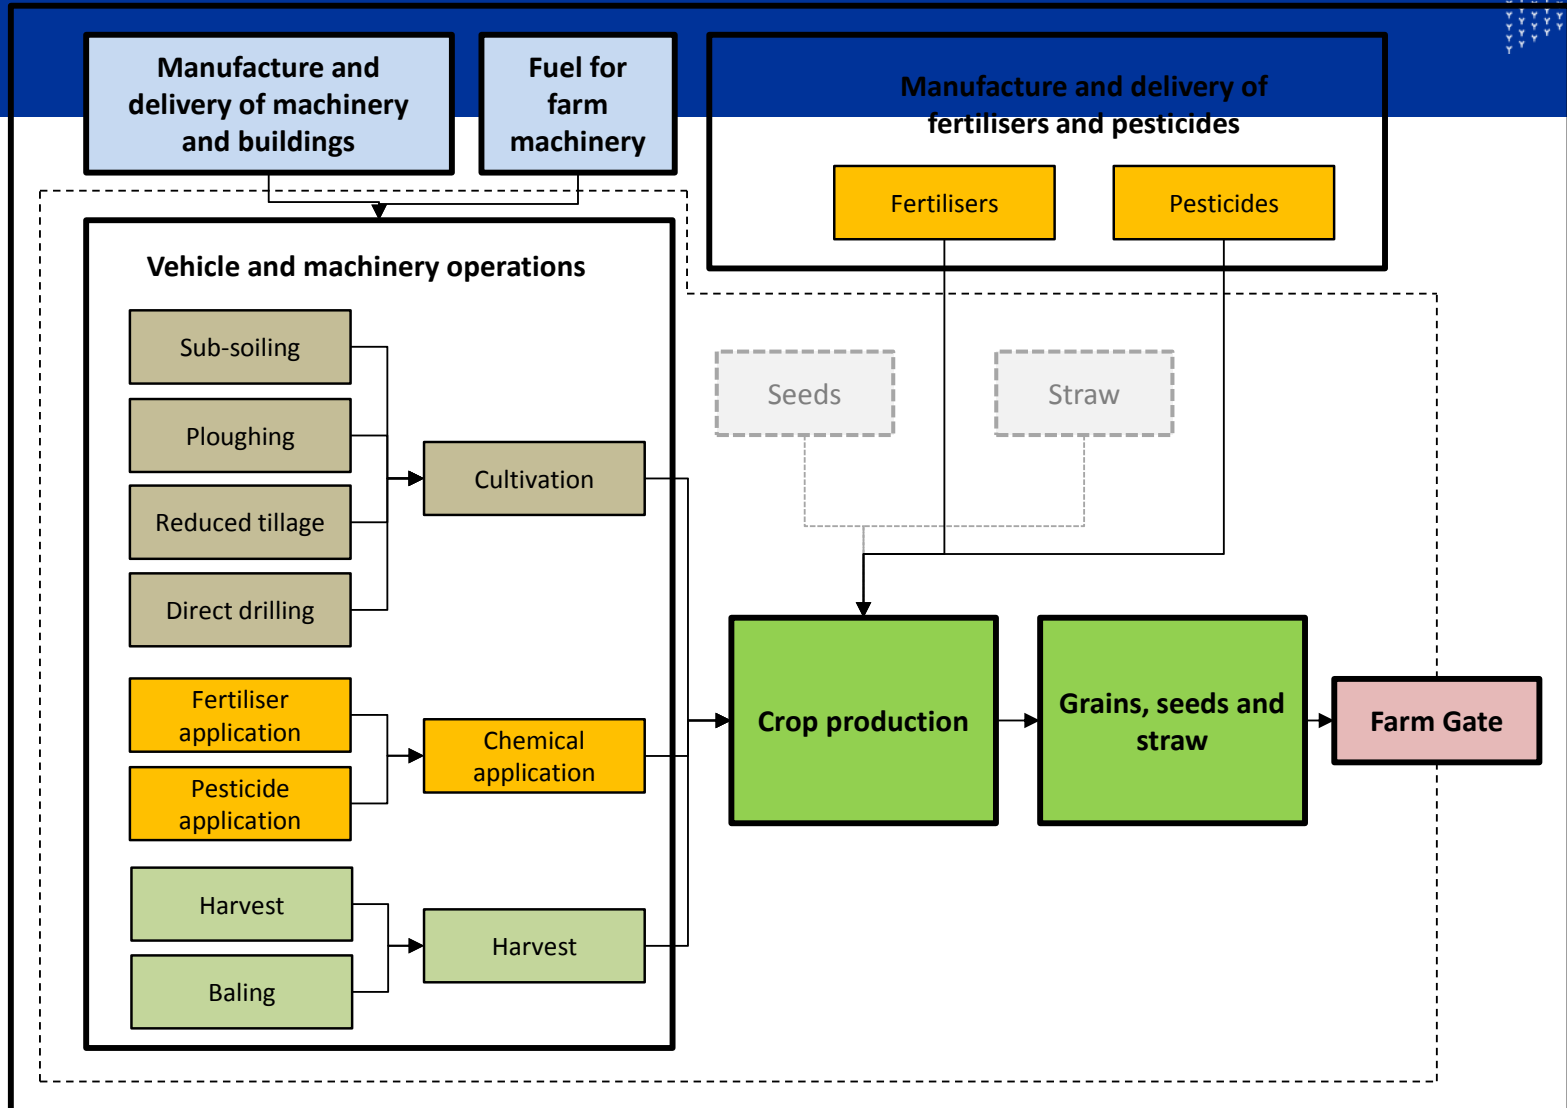 Manufacture and
delivery of machinery
and buildings
Fuel for
farm
machinery
Manufacture and delivery of
fertilisers and pesticides
Fertilisers
Pesticides
Vehicle and machinery operations
Sub-soiling
Ploughing
Reduced tillage
Direct drilling
Cultivation
Seeds
Straw
Fertiliser
application
Pesticide
application
Chemical
application
Harvest
Baling
Harvest
Crop production
Grains, seeds and
straw
Farm Gate